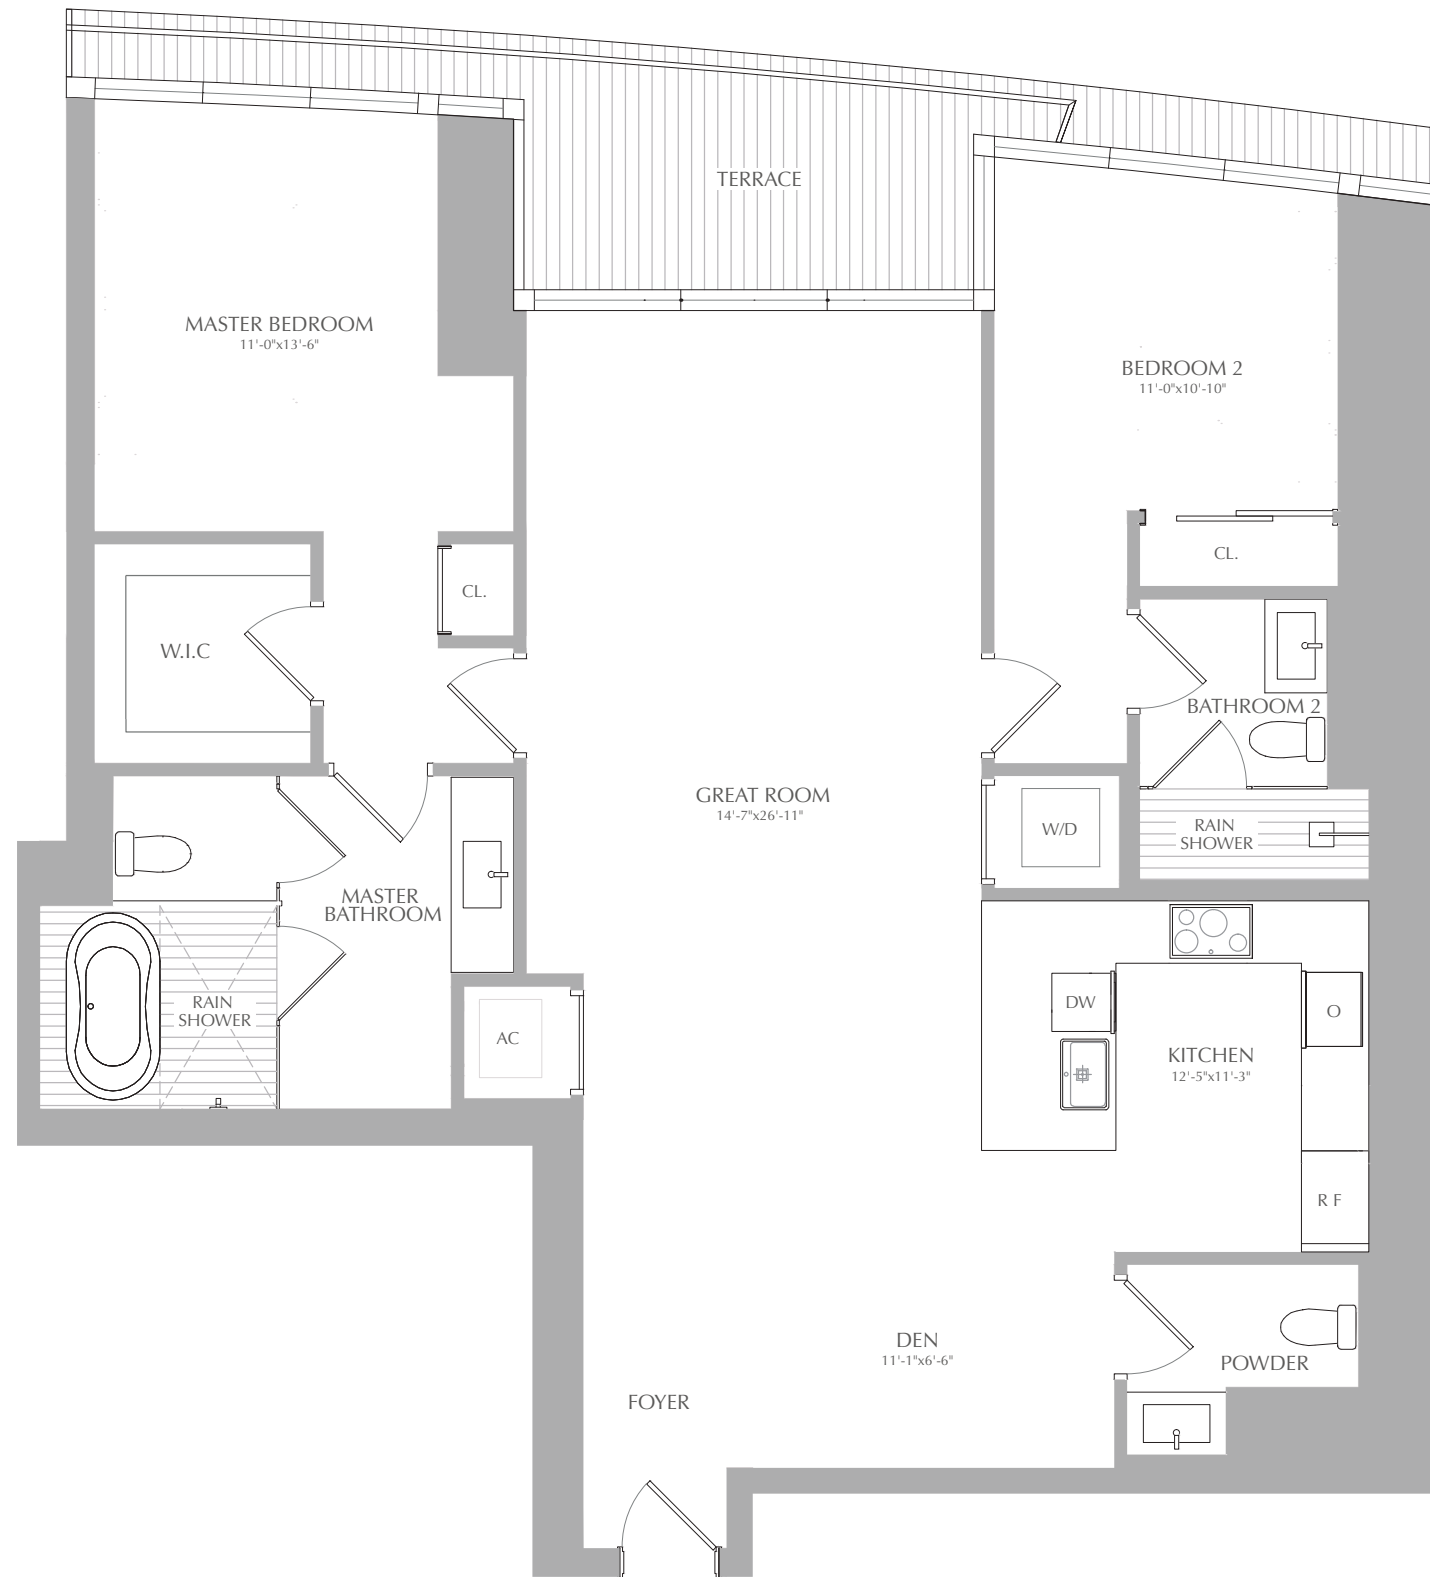 TERRACE
MASTER BEDROOM
11'-0"x13'-6"
BEDROOM 2
11'-0"x10'-10"
CL.
CL.
W.I.C
BATHROOM 2
GREAT ROOM
14'-7"x26'-11"
W/D
RAIN
SHOWER
MASTER
BATHROOM
RAIN
SHOWER
AC
DW
O
KITCHEN
12'-5"x11'-3"
R F
DEN
11'-1"x6'-6"
POWDER
FOYER